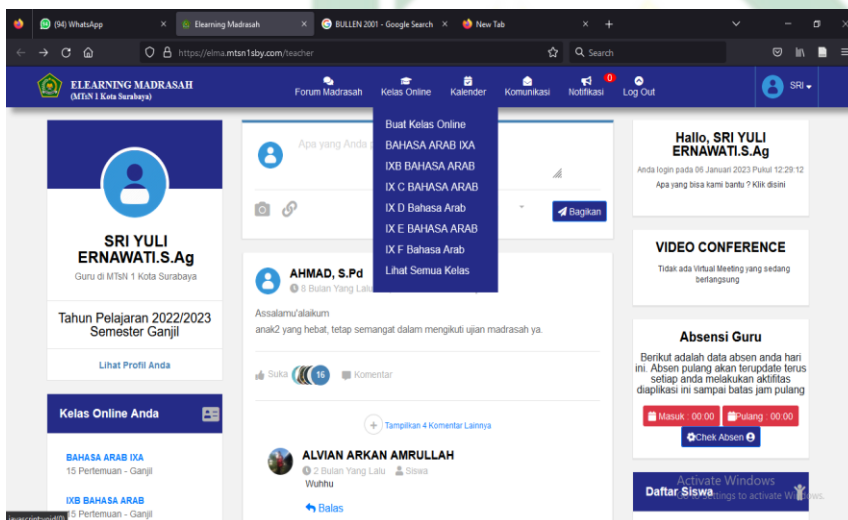 (94) WhatsApp
Elearning Madrasah
BULLEN 2001 - Google Search
New Tab
https://elma.mtsn1sby.com/teacher
Search
ELEARNING MADRASAH
(MTsN 1 Kota Surabaya)
Forum Madrasah
Kelas Online
Kalender
Komunikasi
Notifikasi
0
Log Out
SRI
Buat Kelas Online
BAHASA ARAB IXA
IXB BAHASA ARAB
IX C BAHASA ARAB
IX D Bahasa Arab
IX E BAHASA ARAB
IX F Bahasa Arab
Lihat Semua Kelas
SRI YULI
ERNAWATI.S.Ag
Guru di MTsN 1 Kota Surabaya
Tahun Pelajaran 2022/2023
Semester Ganjil
Lihat Profil Anda
Kelas Online Anda
BAHASA ARAB IXA
15 Pertemuan - Ganjil
IXB BAHASA ARAB
15 Pertemuan - Ganjil
Apa yang Anda
Bagikan
AHMAD, S.Pd
8 Bulan Yang Lalu
Assalamu'alaikum
anak2 yang hebat, tetap semangat dalam mengikuti ujian madrasah ya.
Suka
16
Komentar
Tampilkan 4 Komentar Lainnya
ALVIAN ARKAN AMRULLAH
2 Bulan Yang Lalu Siswa
Wuhhu
Balas
Hallo, SRI YULI
ERNAWATI.S.Ag
Anda login pada 06 Januari 2023 Pukul 12:29:12
Apa yang bisa kami bantu ? Klik disini
VIDEO CONFERENCE
Tidak ada Virtual Meeting yang sedang
berlangsung
Absensi Guru
Berikut adalah data absen anda hari
ini. Absen pulang akan terupdate terus
setiap anda melakukan aktifitas
diaplikasi ini sampai batas jam pulang
Masuk : 00:00
Pulang : 00:00
Chek Absen
Daftar Siswa
Activate Windows
Go to Settings to activate Windows.
javascript:void(0)